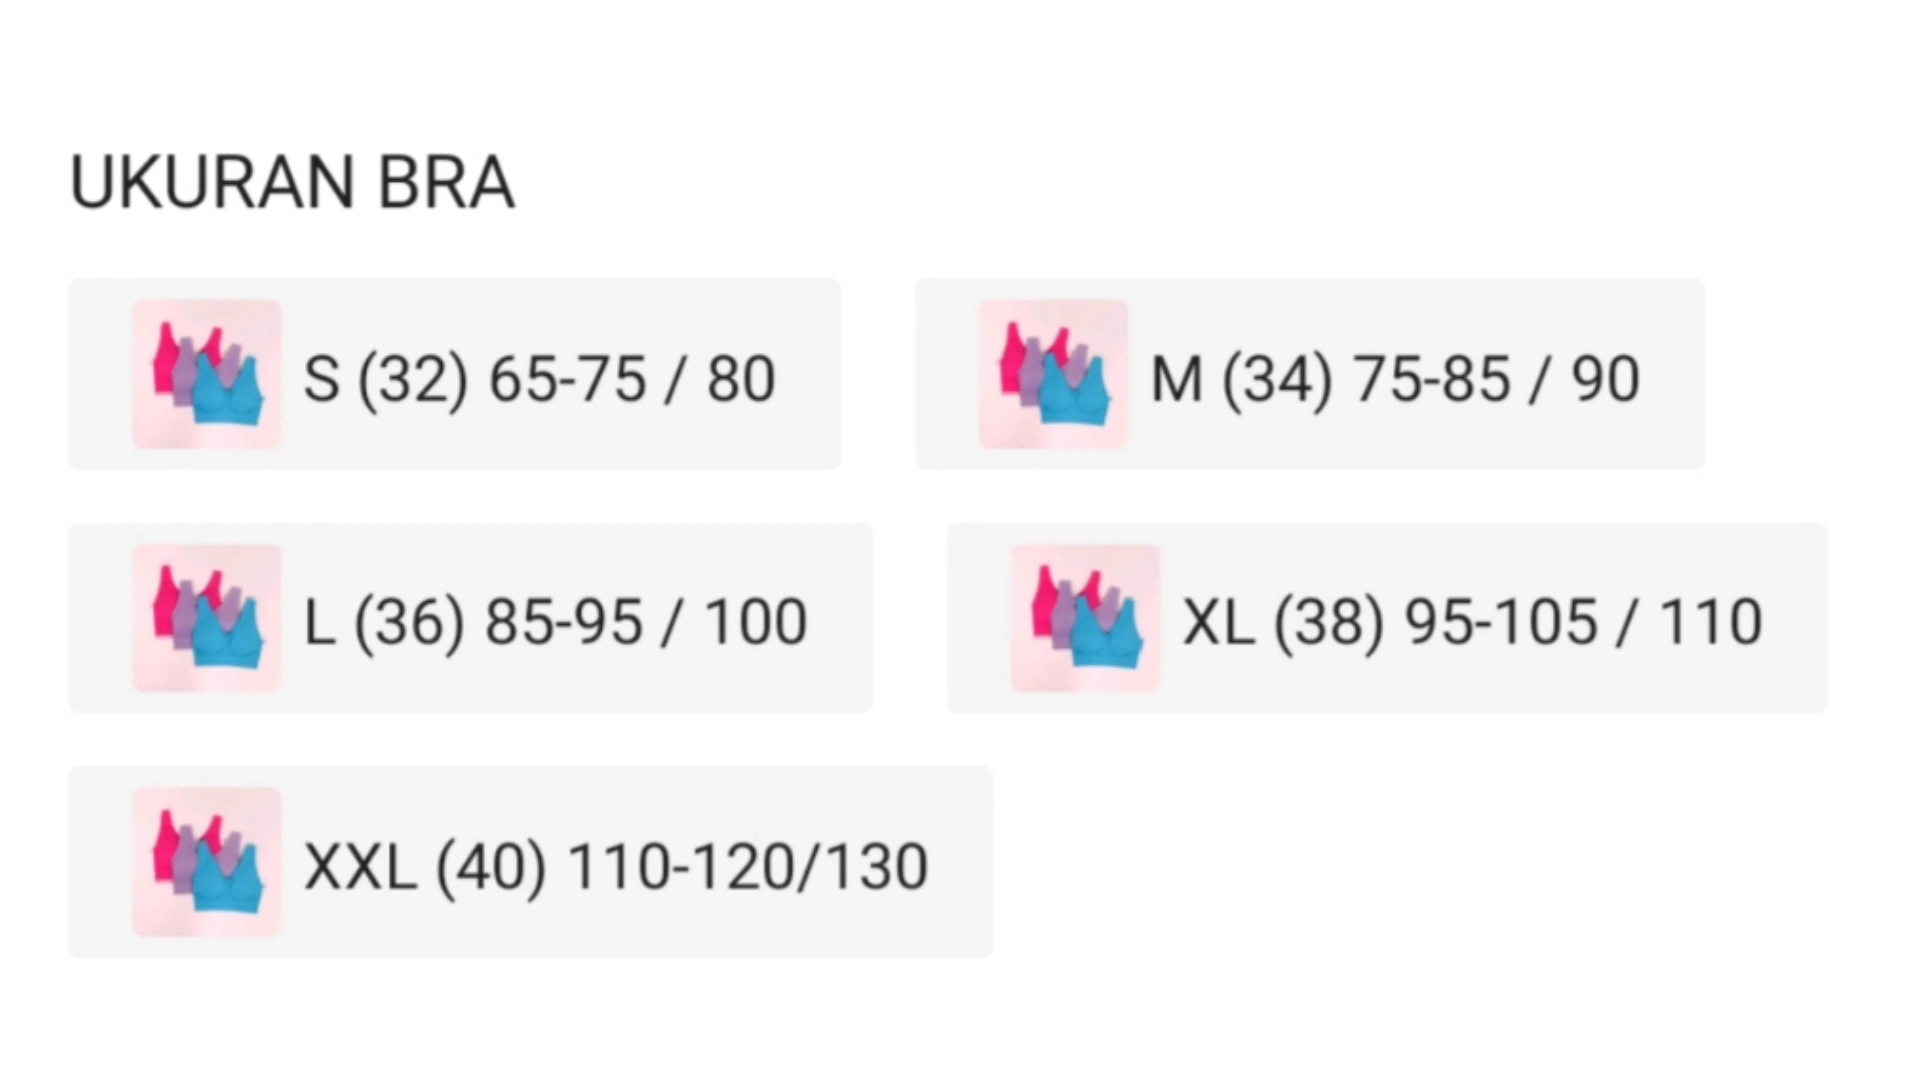 UKURAN BRA
S (32) 65-75 / 80
M (34) 75-85 / 90
L (36) 85-95 / 100
XL (38) 95-105 / 110
XXL (40) 110-120/130